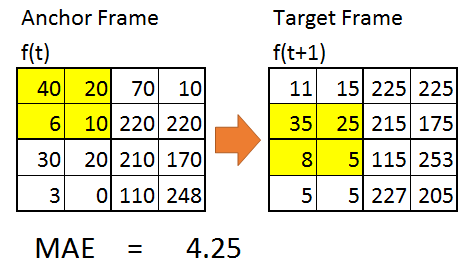 Anchor Frame Target Frame
f(t) f(t+1)
40 20 70 10 11 15 225 225
6 10 220 220 35 25 215 175
30 20 210 170 8 5 115 253
3 0 110 248 5 5 227 205
MAE = 4.25